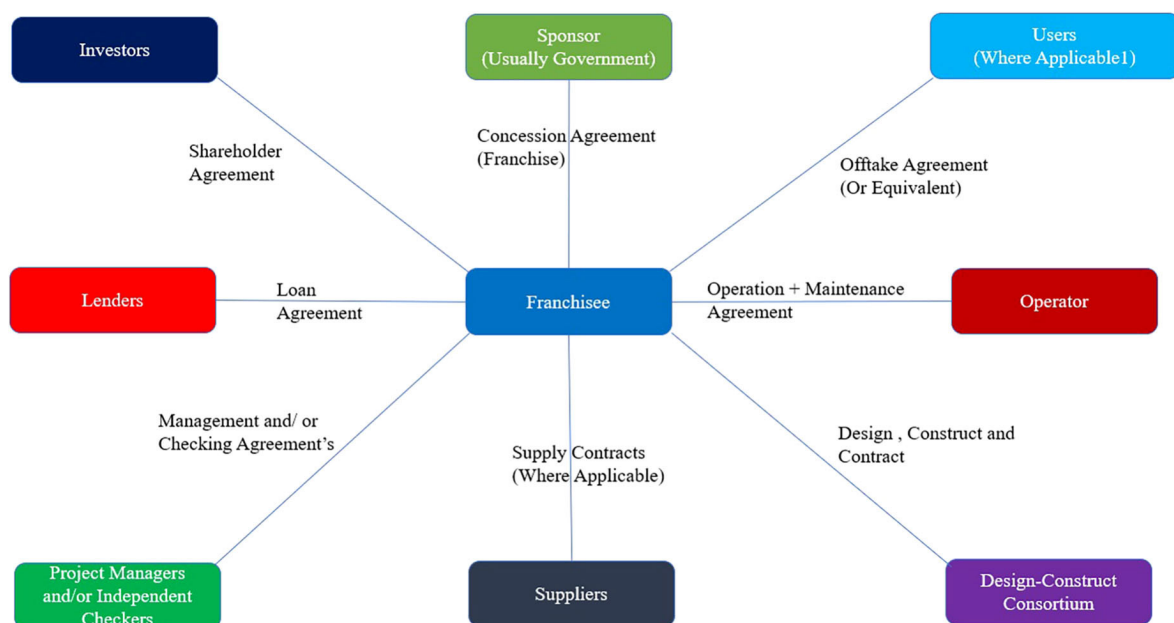 Investors
Sponsor
(Usually Government)
Users
(Where Applicable1)
Shareholder
Agreement
Concession Agreement
(Franchise)
Offtake Agreement
(Or Equivalent)
Lenders
Loan
Agreement
Franchisee
Operation + Maintenance
Agreement
Operator
Management and/ or
Checking Agreement’s
Supply Contracts
(Where Applicable)
Design , Construct and
Contract
Project Managers
and/or Independent
Checkers
Suppliers
Design-Construct
Consortium